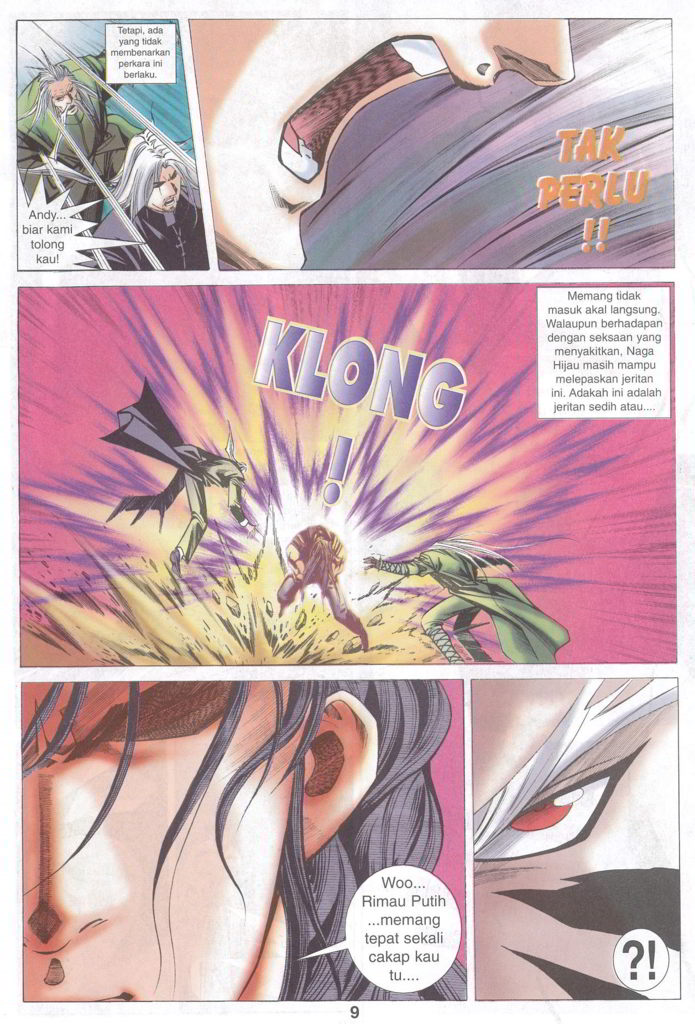 Tetapi, ada
yang tidak
membenarkan
perkara ini
berlaku.
Andy...
biar kami
tolong
kau!
TAK
PERLU
!!
Memang tidak
masuk akal langsung.
Walaupun berhadapan
dengan seksaan yang
menyakitkan, Naga
Hijau masih mampu
melepaskan jeritan
ini. Adakah ini adalah
jeritan sedih atau....
KLONG
!
Woo...
Rimau Putih
...memang
tepat sekali
cakap kau
tu....
?!
9